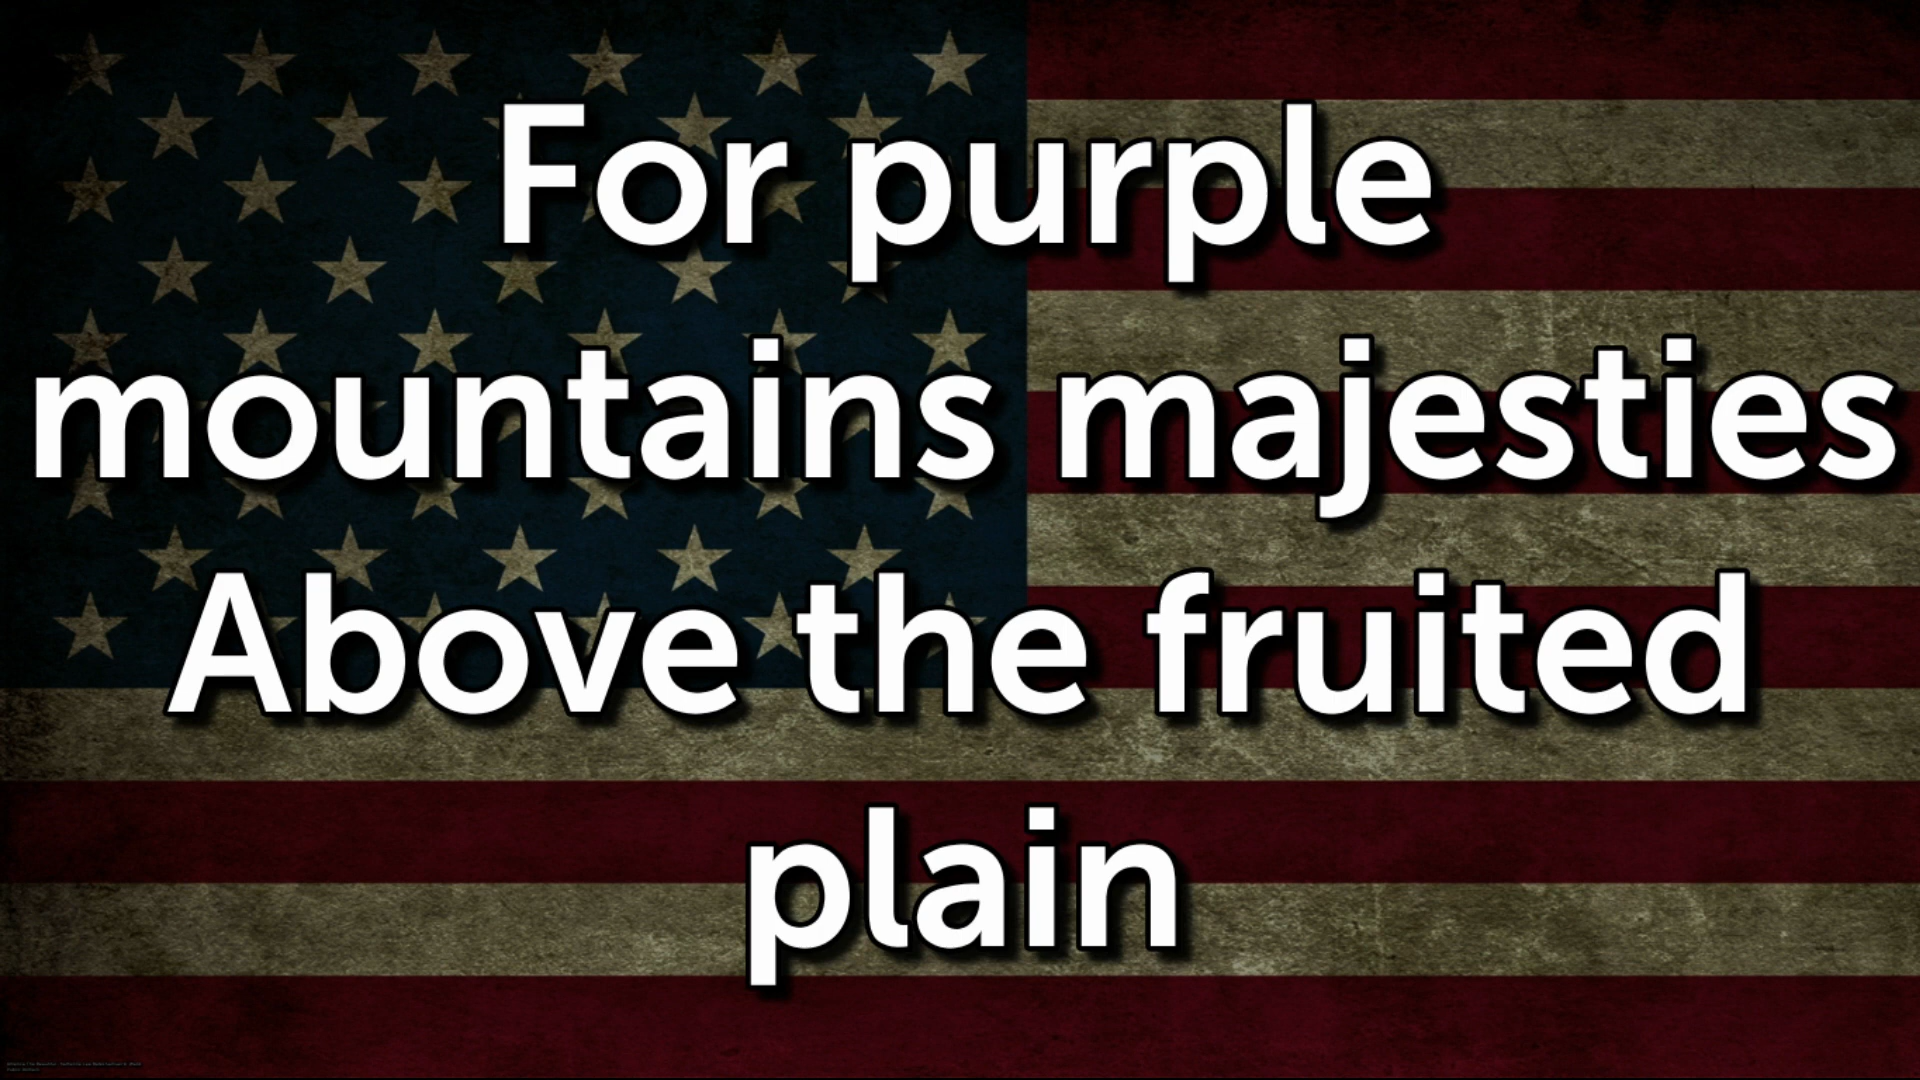 For purple
mountains majesties
Above the fruited
plain